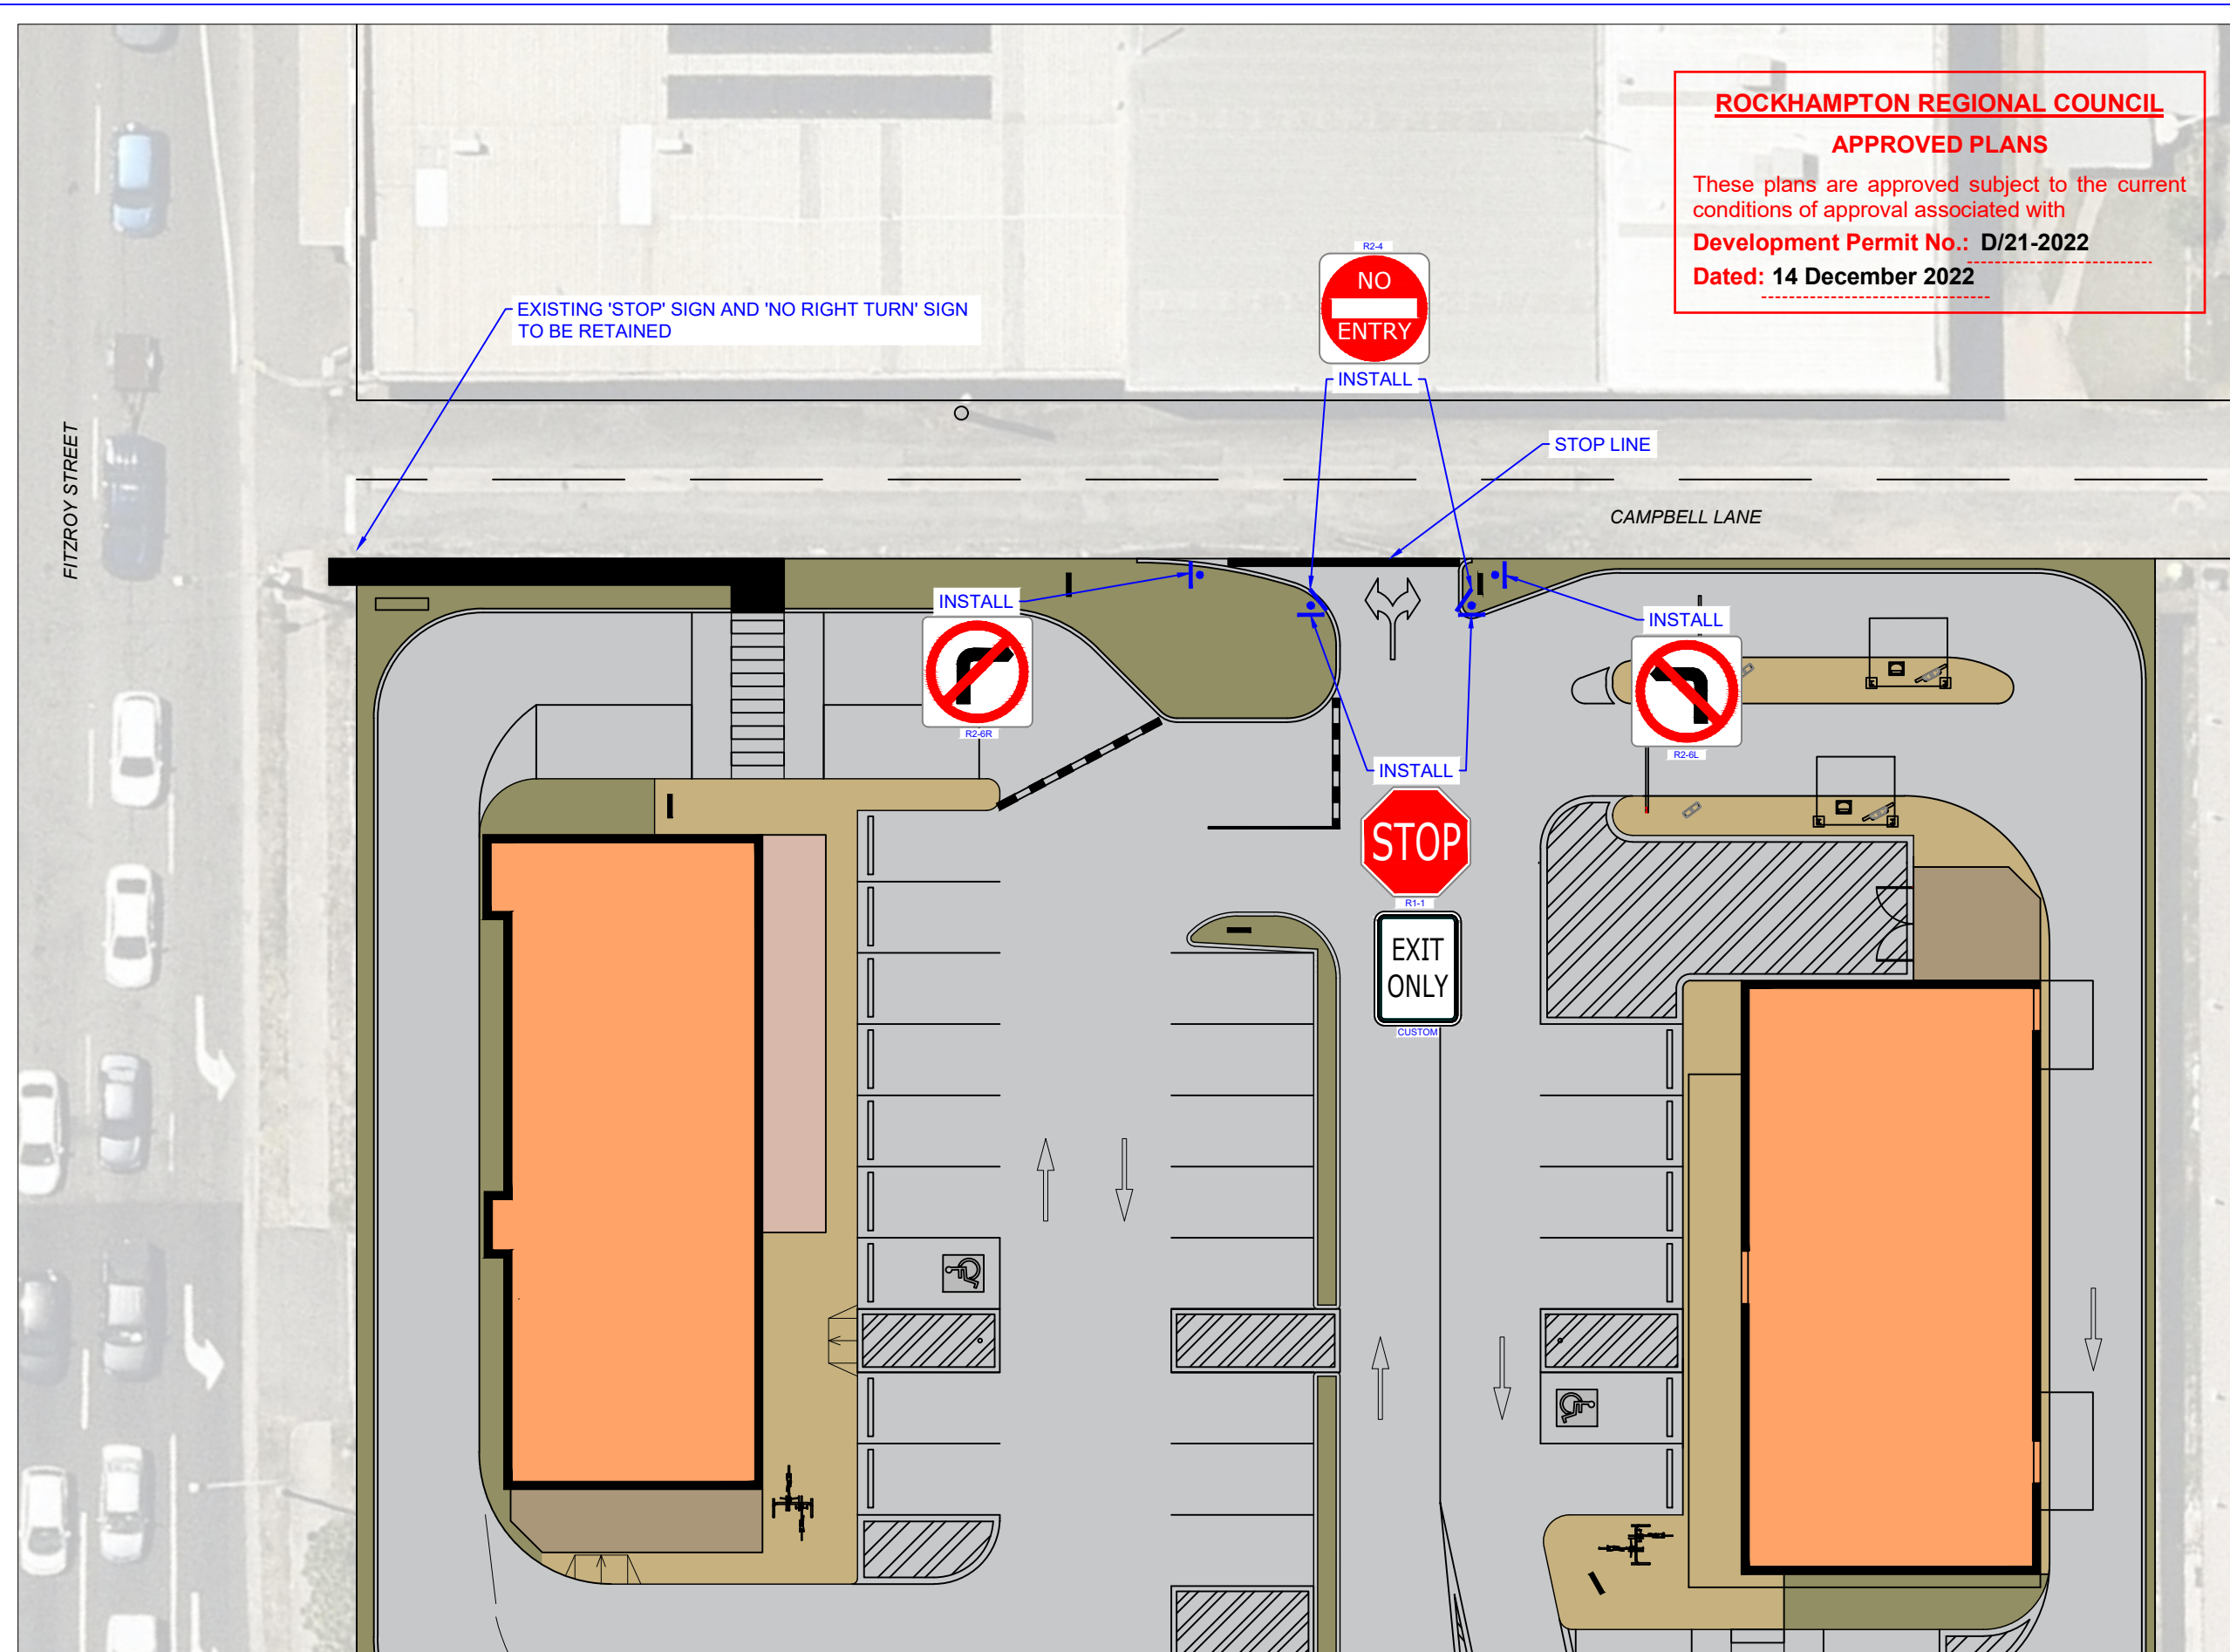 ROCKHAMPTON REGIONAL COUNCIL
APPROVED PLANS
These plans are approved subject to the current
conditions of approval associated with
Development Permit No.: D/21-2022
Dated: 14 December 2022
R2-4
NO
ENTRY
INSTALL
EXISTING 'STOP' SIGN AND 'NO RIGHT TURN' SIGN
TO BE RETAINED
STOP LINE
FITZROY STREET
CAMPBELL LANE
INSTALL
R2-6R
INSTALL
R2-6L
INSTALL
STOP
R1-1
EXIT
ONLY
CUSTOM